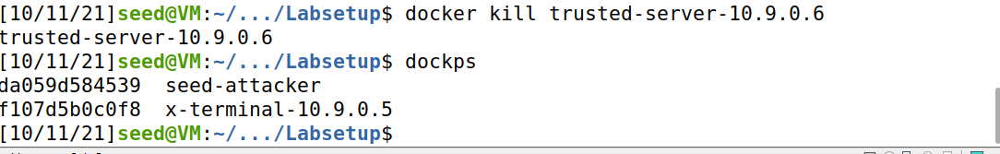 [10/11/21]seed@VM:~/.../Labsetup$ docker kill trusted-server-10.9.0.6
trusted-server-10.9.0.6
[10/11/21]seed@VM:~/.../Labsetup$ dockps
da059d584539  seed-attacker
f107d5b0c0f8  x-terminal-10.9.0.5
[10/11/21]seed@VM:~/.../Labsetup$